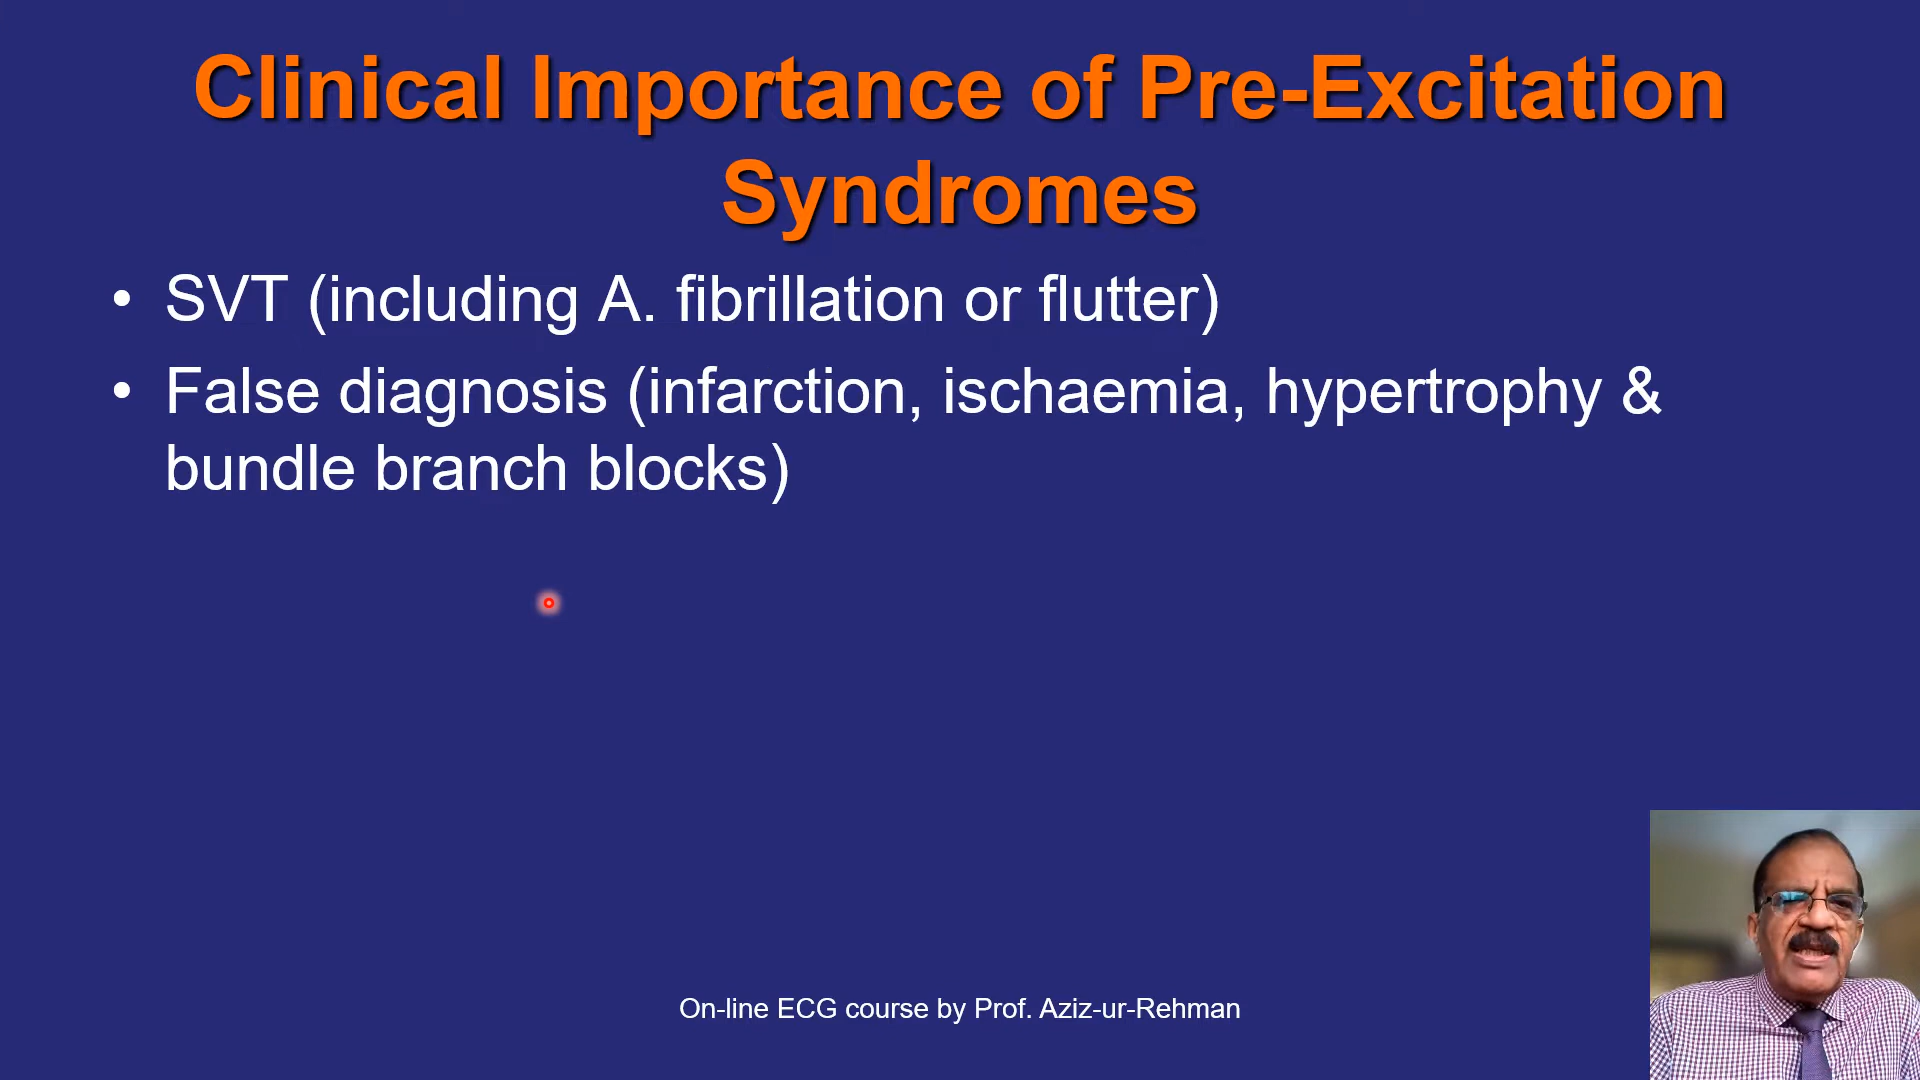 Clinical Importance of Pre-Excitation
Syndromes
• SVT (including A. fibrillation or flutter)
• False diagnosis (infarction, ischaemia, hypertrophy &
bundle branch blocks)
On-line ECG course by Prof. Aziz-ur-Rehman